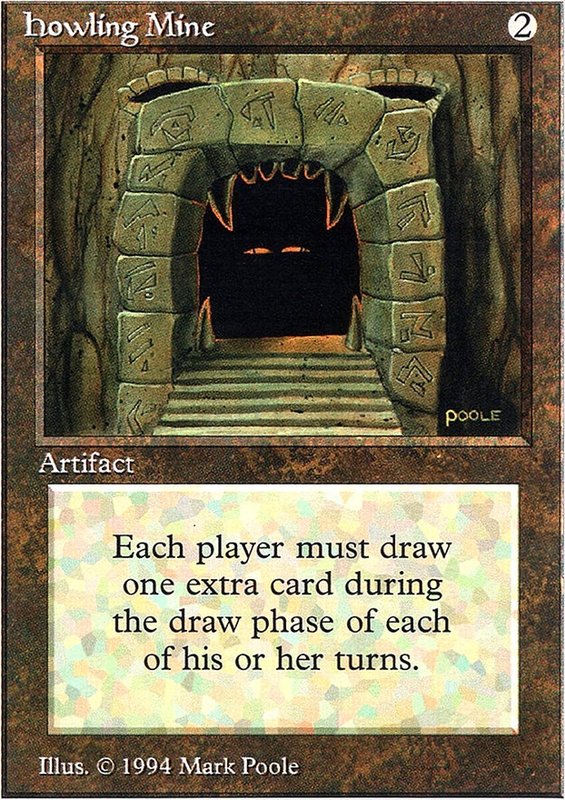 Howling Mine 2
POOLE
Artifact
Each player must draw
one extra card during
the draw phase of each
of his or her turns.
Illus. © 1994 Mark Poole